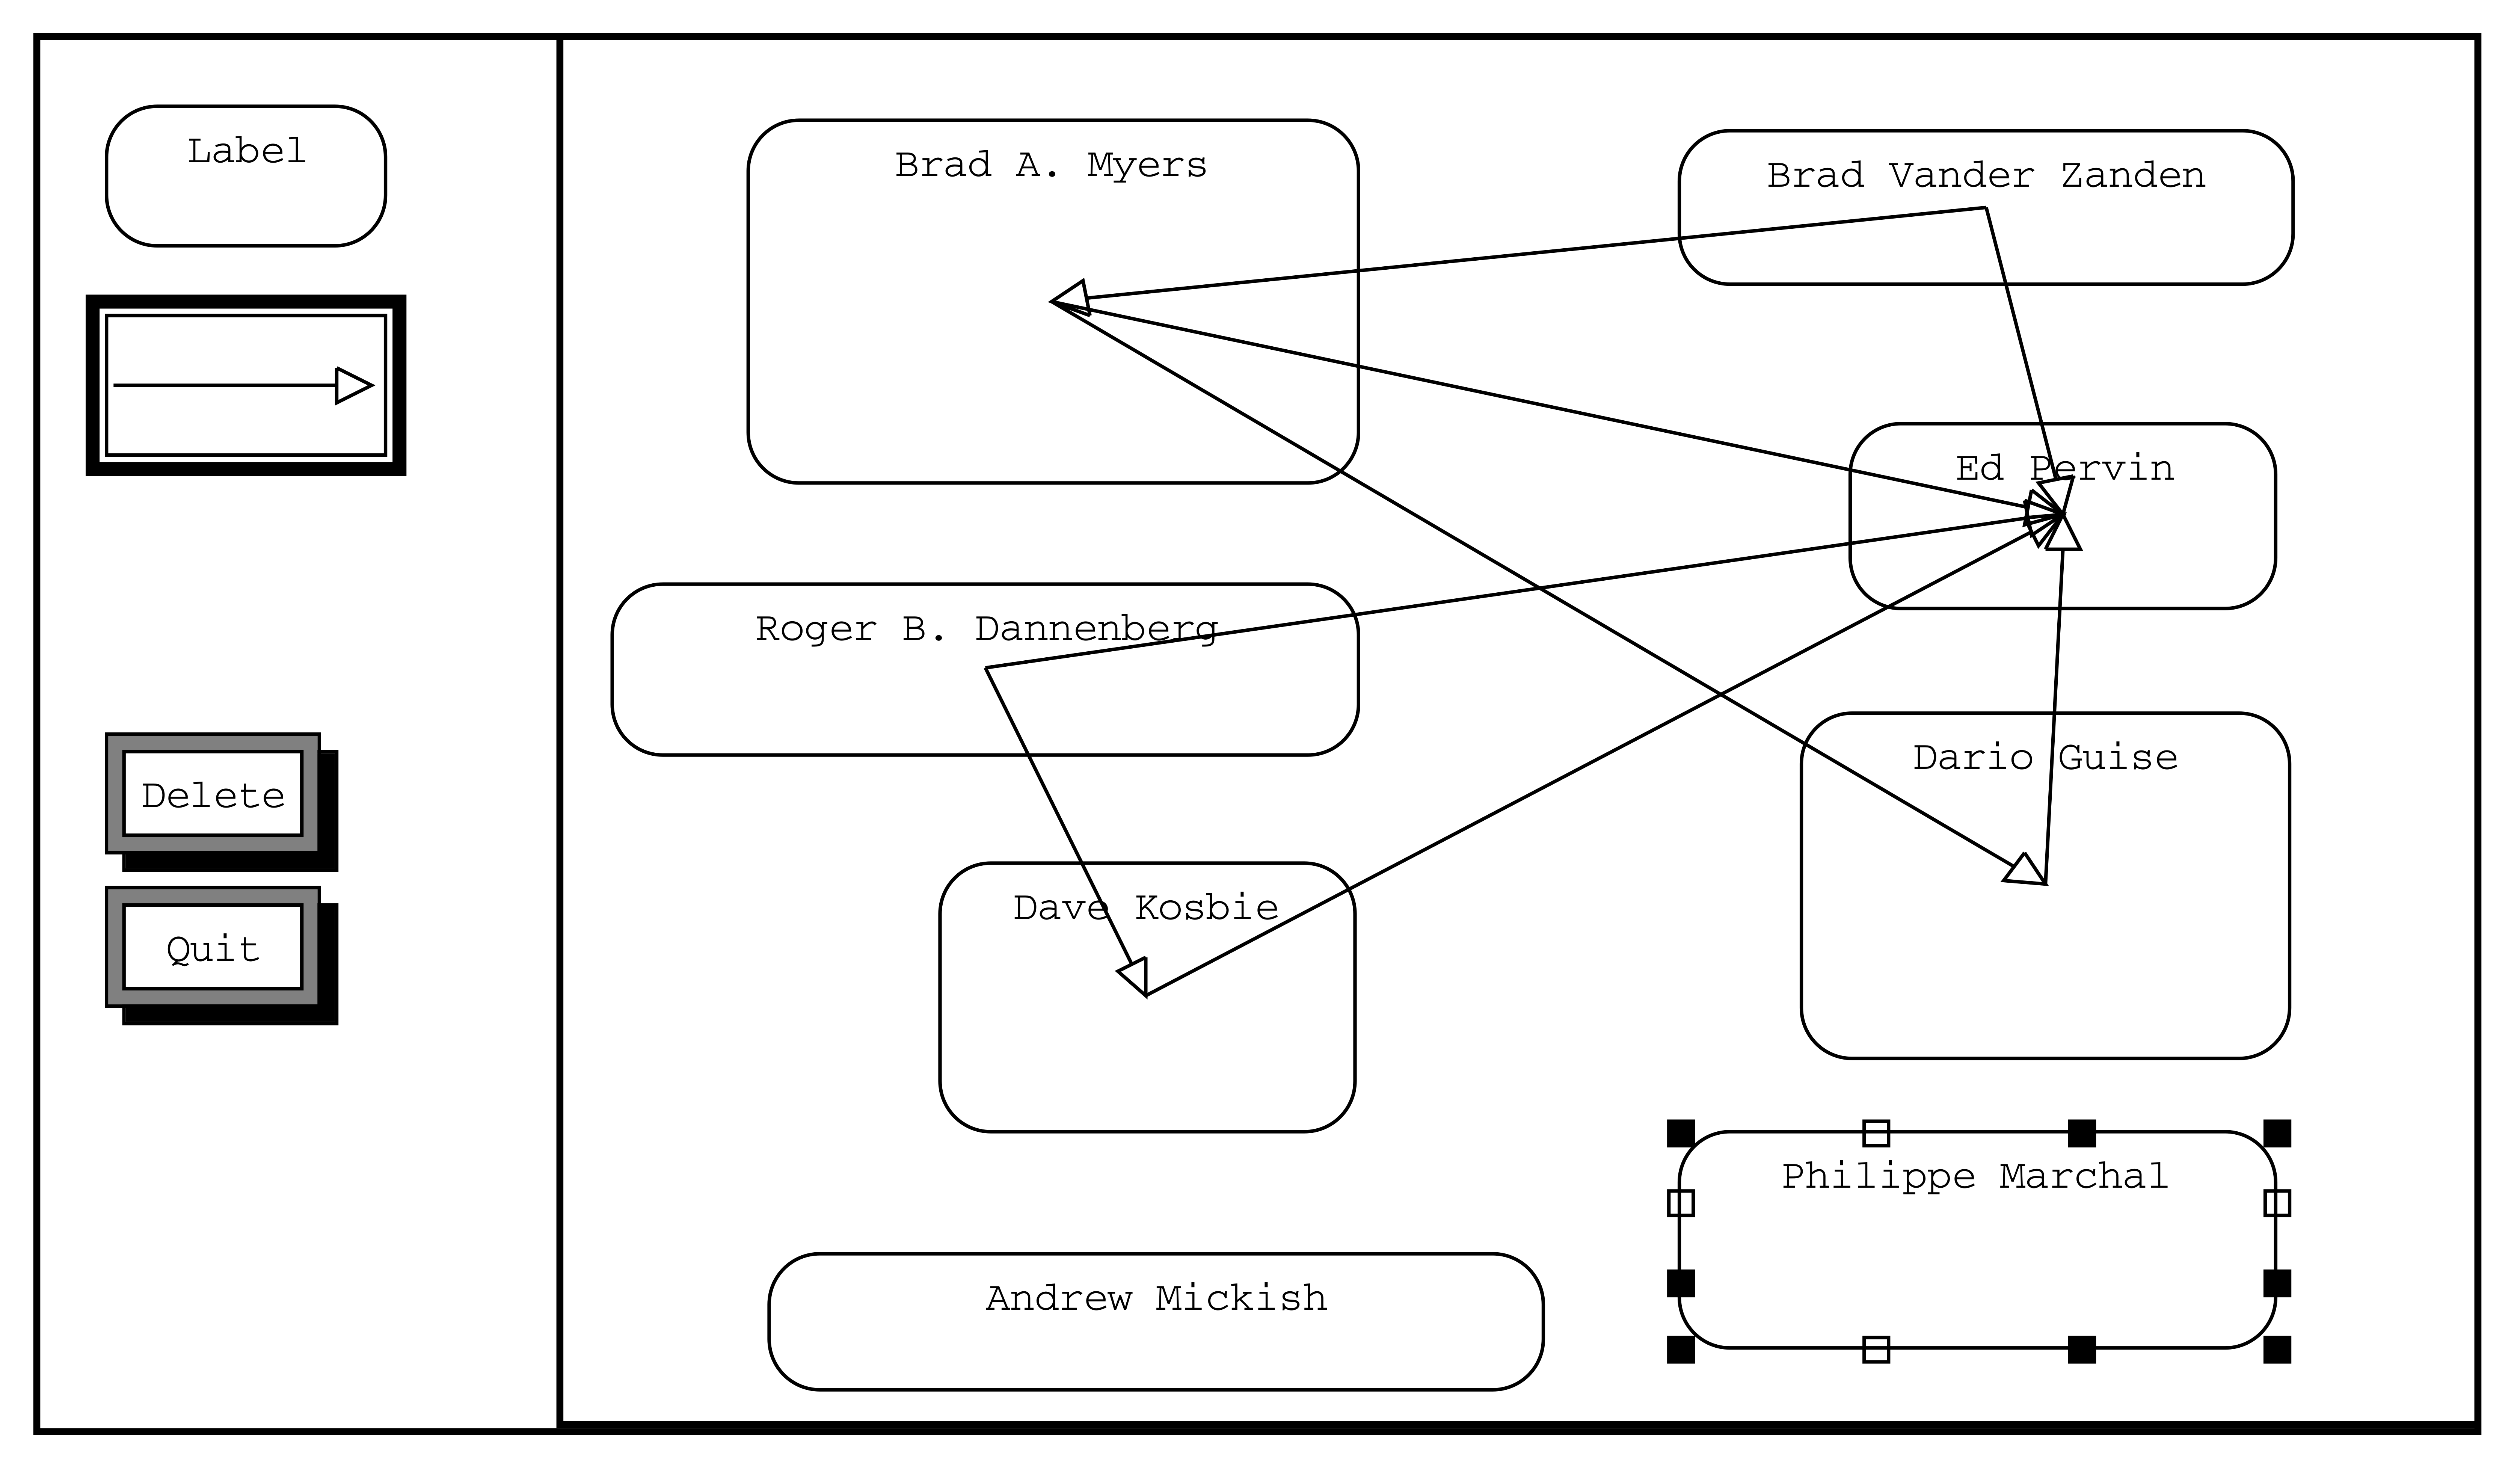 Label
Delete
Quit
Brad A. Myers
Brad Vander Zanden
Ed Pervin
Roger B. Dannenberg
Dario Guise
Dave Kosbie
Philippe Marchal
Andrew Mickish